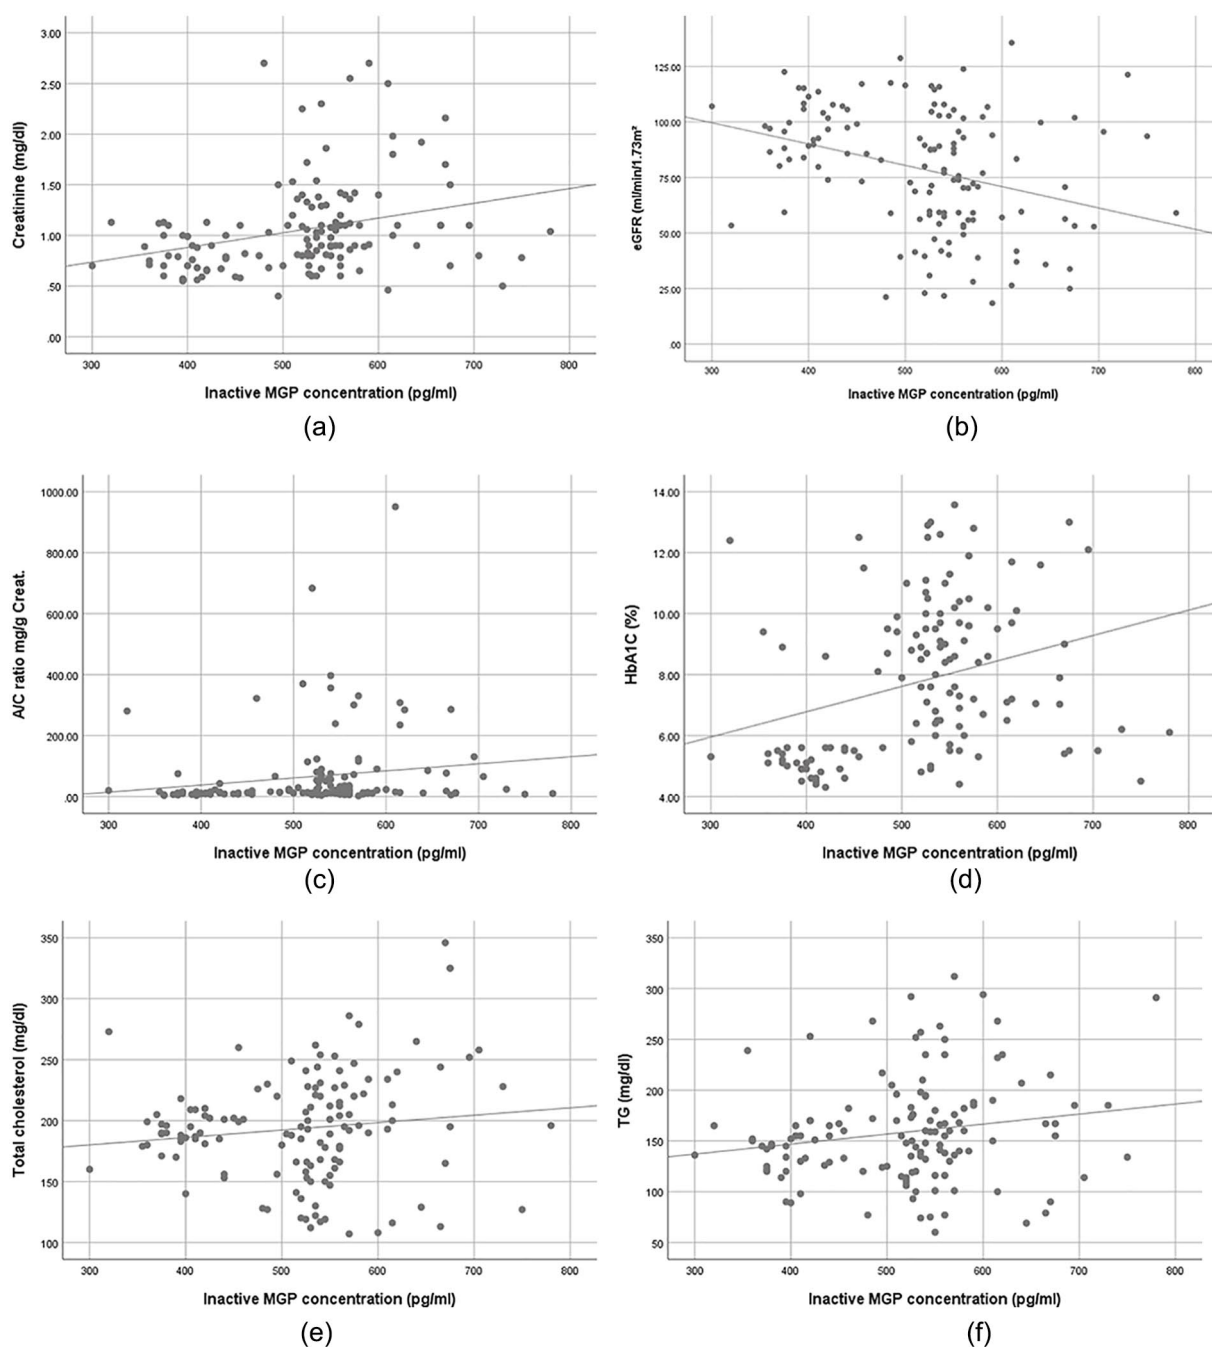 3.00
2.50
2.00
1.50
1.00
.50
.00
Creatinine (mg/dl)
300 400 500 600 700 800
Inactive MGP concentration (pg/ml)
(a)
125.00
100.00
75.00
50.00
25.00
.00
eGFR (ml/min/1.73m²
300 400 500 600 700 800
Inactive MGP concentration (pg/ml)
(b)
1000.00
800.00
600.00
400.00
200.00
.00
A/C ratio mg/g Creat.
300 400 500 600 700 800
Inactive MGP concentration (pg/ml)
(c)
14.00
12.00
10.00
8.00
6.00
4.00
HbA1C (%)
300 400 500 600 700 800
Inactive MGP concentration (pg/ml)
(d)
350
300
250
200
150
100
Total cholesterol (mg/dl)
300 400 500 600 700 800
Inactive MGP concentration (pg/ml)
(e)
350
300
250
200
150
100
50
TG (mg/dl)
300 400 500 600 700 800
Inactive MGP concentration (pg/ml)
(f)